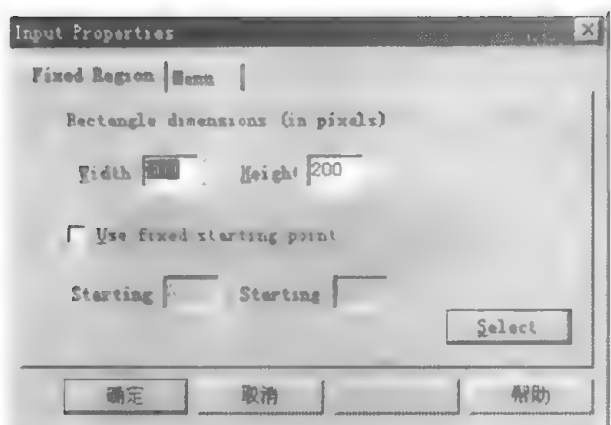 Input Properties
Fixed Region Menu
Rectangle dimensions (in pixels)
Width Height 200
Use fixed starting point
Starting Starting
Select
确定 取消 帮助